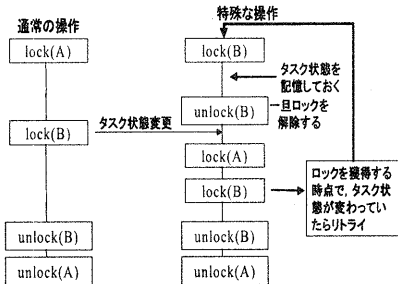 通常の操作
特殊な操作
lock(A)
lock(B)
タスク状態を
記憶しておく
unlock(B)
一旦ロックを
解除する
lock(B)
タスク状態変更
lock(A)
lock(B)
ロックを獲得する
時点で,タスク状
態が変わってい
たらリトライ
unlock(B)
unlock(B)
unlock(A)
unlock(A)